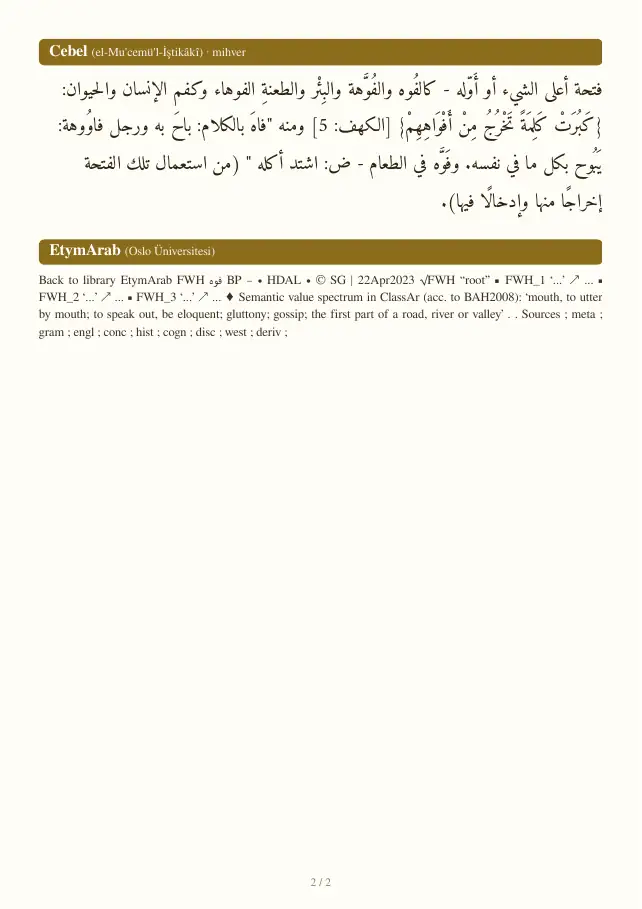 Cebel (el-Mu'cemü'l-İştikâkî) · mihver
فتحة أعلى الشيء أو أَوّله - كالفُوه والفُوَّهة والبِئْر والطعنةِ الفوهاء وكفم الإنسان والحيوان:
{كَبُرَتْ كَلِمَةً تَخْرُجُ مِنْ أَفْوَاهِهِمْ} [الكهف: 5] ومنه "فاهَ بالكلام: باحَ به ورجل فاوُوهة:
يَبُوح بكل ما في نفسه. وفَوَّه في الطعام - ض: اشتد أكله " (من استعمال تلك الفتحة
إخراجًا منها وإدخالًا فيها).
EtymArab (Oslo Üniversitesi)
Back to library EtymArab FWH فوه BP – • HDAL • © SG | 22Apr2023 √FWH “root” ▪ FWH_1 ‘...’ ↗ ... ▪
FWH_2 ‘...’ ↗ ... ▪ FWH_3 ‘...’ ↗ ... ♦ Semantic value spectrum in ClassAr (acc. to BAH2008): ‘mouth, to utter
by mouth; to speak out, be eloquent; gluttony; gossip; the first part of a road, river or valley’ . . Sources ; meta ;
gram ; engl ; conc ; hist ; cogn ; disc ; west ; deriv ;
2 / 2